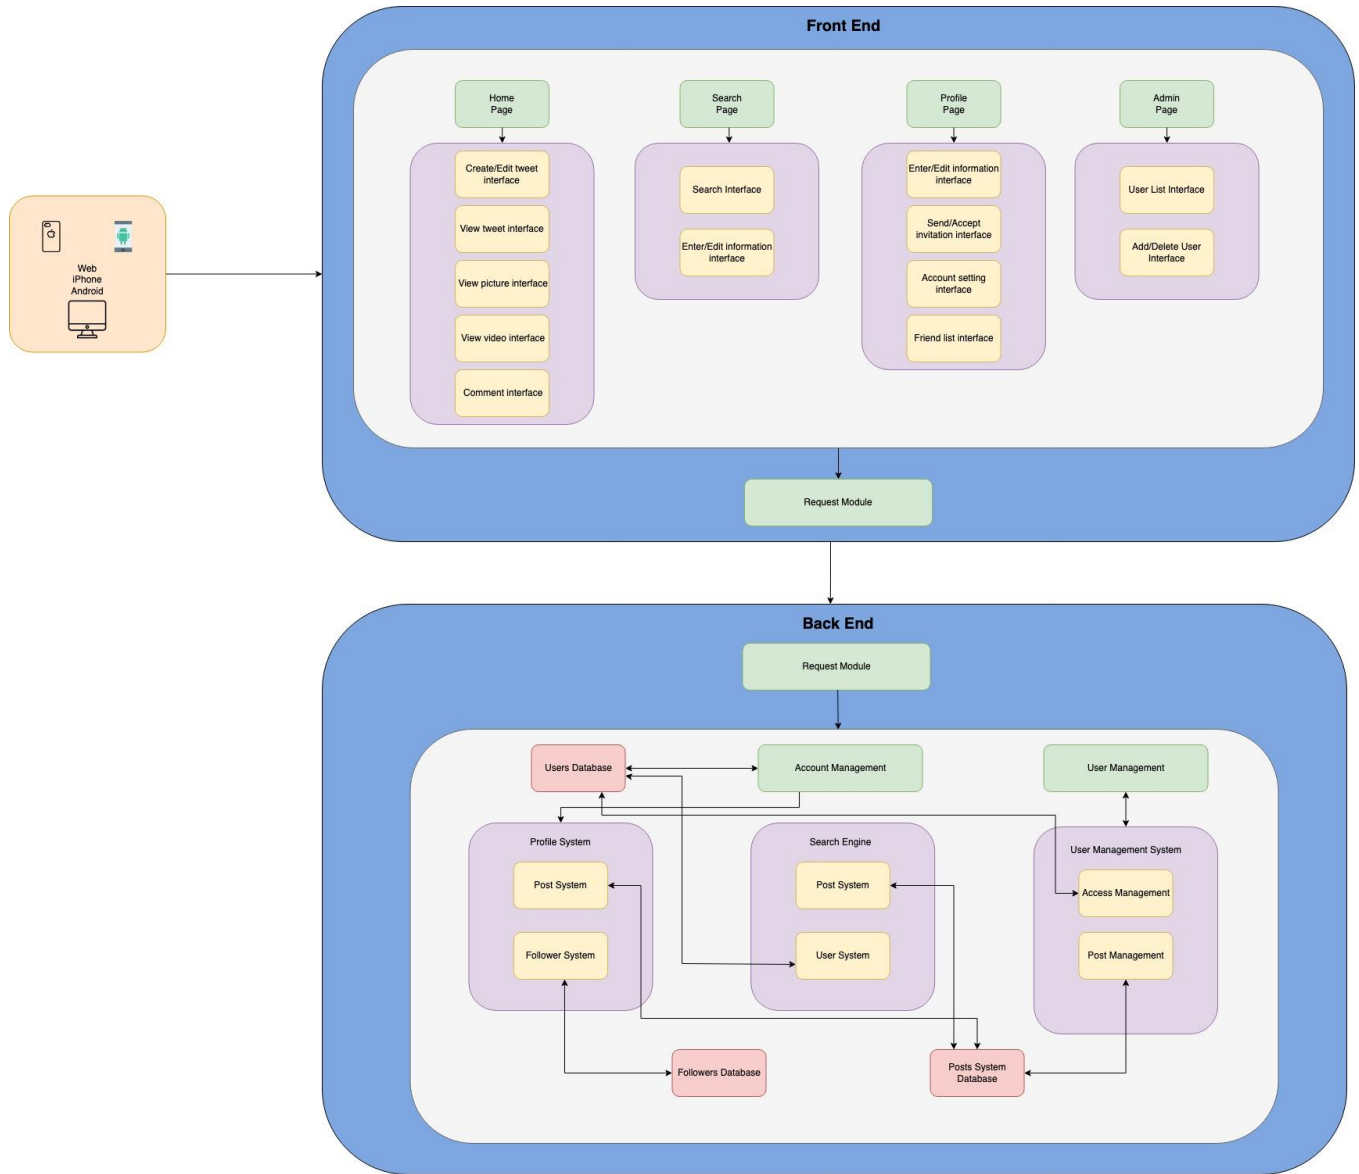 Front End
Home
Page
Search
Page
Profile
Page
Admin
Page
Create/Edit tweet
interface
View tweet interface
View picture interface
View video interface
Comment interface
Search Interface
Enter/Edit information
interface
Enter/Edit information
interface
Send/Accept
invitation interface
Account setting
interface
Friend list interface
User List Interface
Add/Delete User
Interface
Web
iPhone
Android
Request Module
Back End
Request Module
Users Database
Account Management
User Management
Profile System
Post System
Follower System
Search Engine
Post System
User System
User Management System
Access Management
Post Management
Followers Database
Posts System
Database